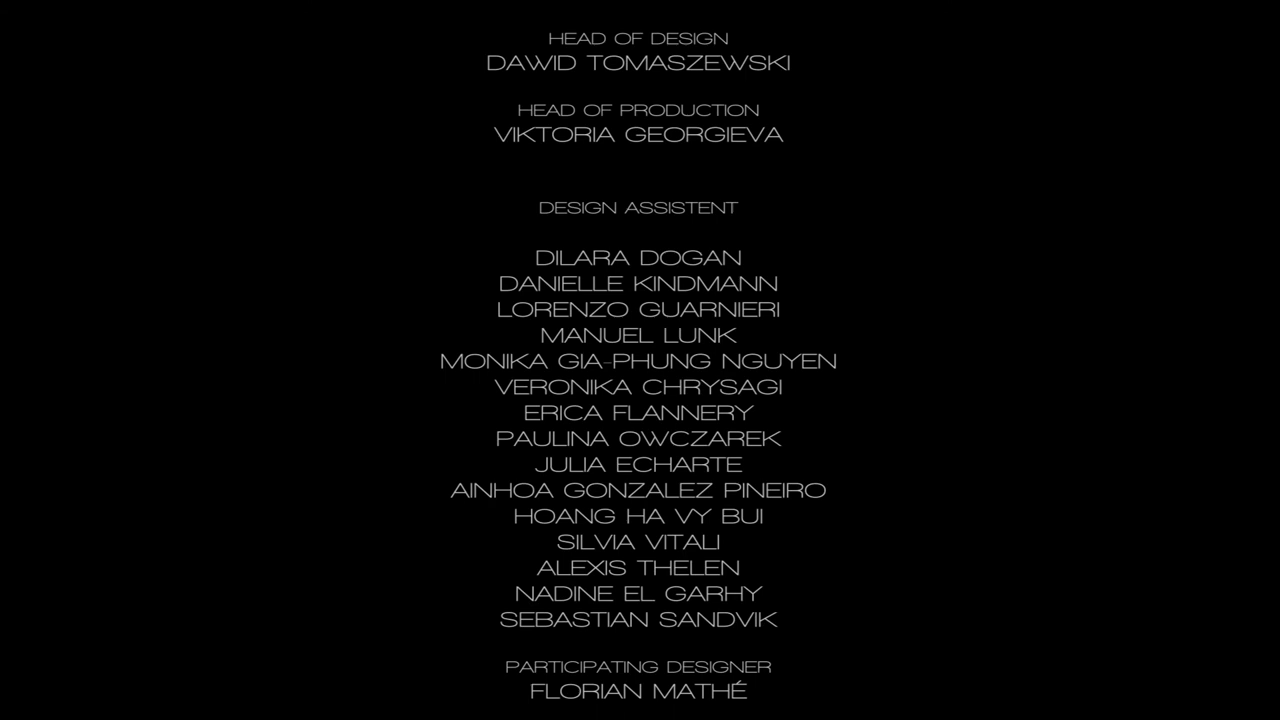 HEAD OF DESIGN
DAWID TOMASZEWSKI
HEAD OF PRODUCTION
VIKTORIA GEORGIEVA
DESIGN ASSISTENT
DILARA DOGAN
DANIELLE KINDMANN
LORENZO GUARNIERI
MANUEL LUNK
MONIKA GIA-PHUNG NGUYEN
VERONIKA CHRYSAGI
ERICA FLANNERY
PAULINA OWCZAREK
JULIA ECHARTE
AINHOA GONZALEZ PINEIRO
HOANG HA VY BUI
SILVIA VITALI
ALEXIS THELEN
NADINE EL GARHY
SEBASTIAN SANDVIK
PARTICIPATING DESIGNER
FLORIAN MATHÉ